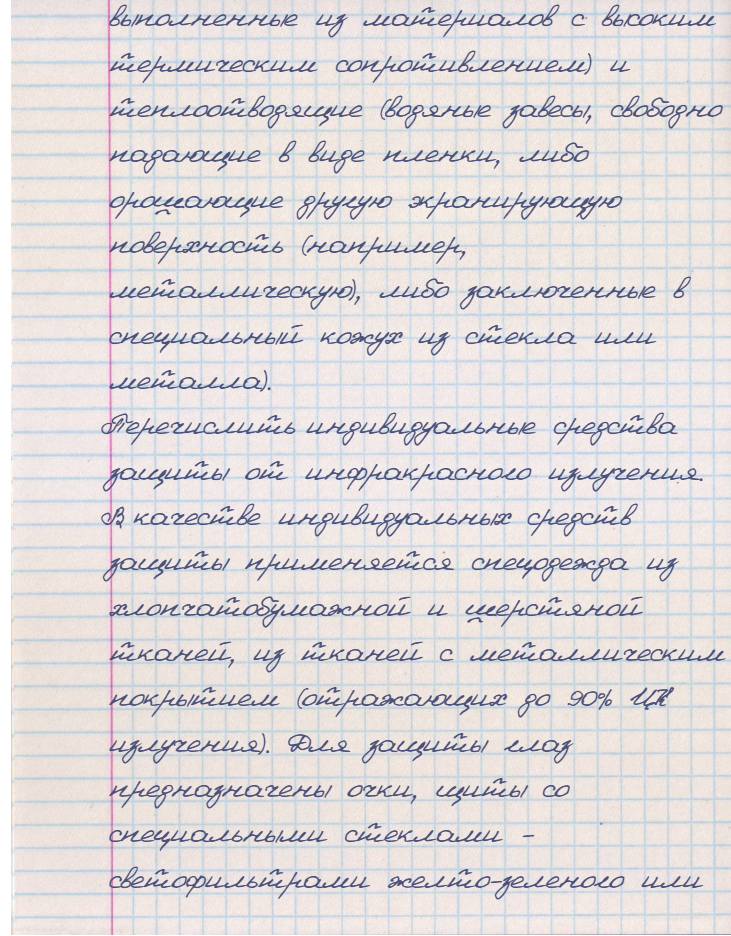 выполненные из материалов с высоким
термическим сопротивлением) и
теплоотводящие (водяные завесы, свободно
падающие в виде пленки, либо
орошающие другую экранирующую
поверхность (например,
металлическую), либо заключенные в
специальный кожух из стекла или
металла).
Перечислить индивидуальные средства
защиты от инфракрасного излучения.
В качестве индивидуальных средств
защиты применяется спецодежда из
хлопчатобумажной и шерстяной
тканей, из тканей с металлическим
покрытием (отражающих до 90% ИК
излучения). Для защиты глаз
предназначены очки, щиты со
специальными стеклами –
светофильтрами желто-зеленого или